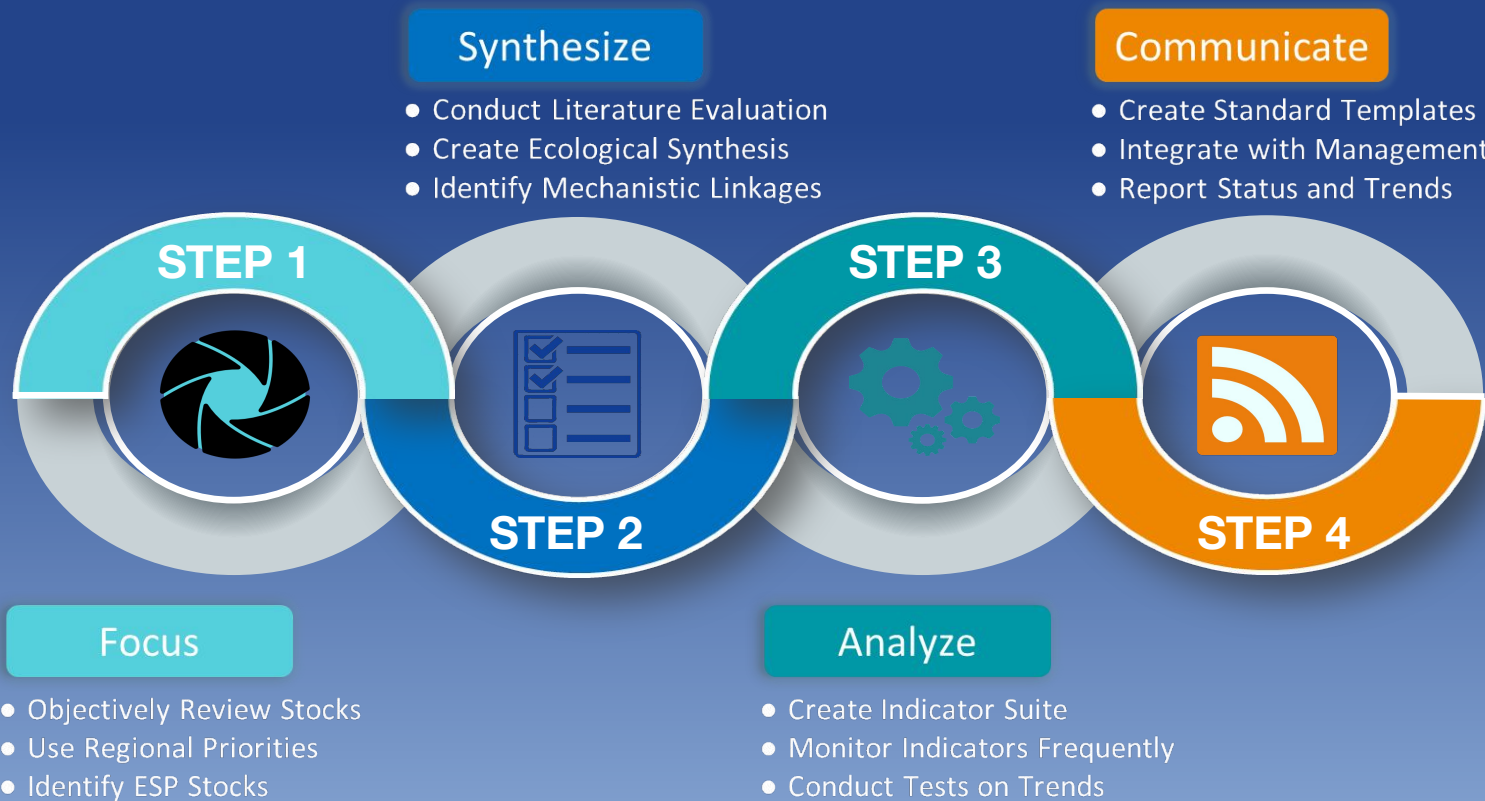 Synthesize
● Conduct Literature Evaluation
● Create Ecological Synthesis
● Identify Mechanistic Linkages
Communicate
● Create Standard Templates
● Integrate with Management
● Report Status and Trends
STEP 1
STEP 3
STEP 2
STEP 4
Focus
● Objectively Review Stocks
● Use Regional Priorities
● Identify ESP Stocks
Analyze
● Create Indicator Suite
● Monitor Indicators Frequently
● Conduct Tests on Trends